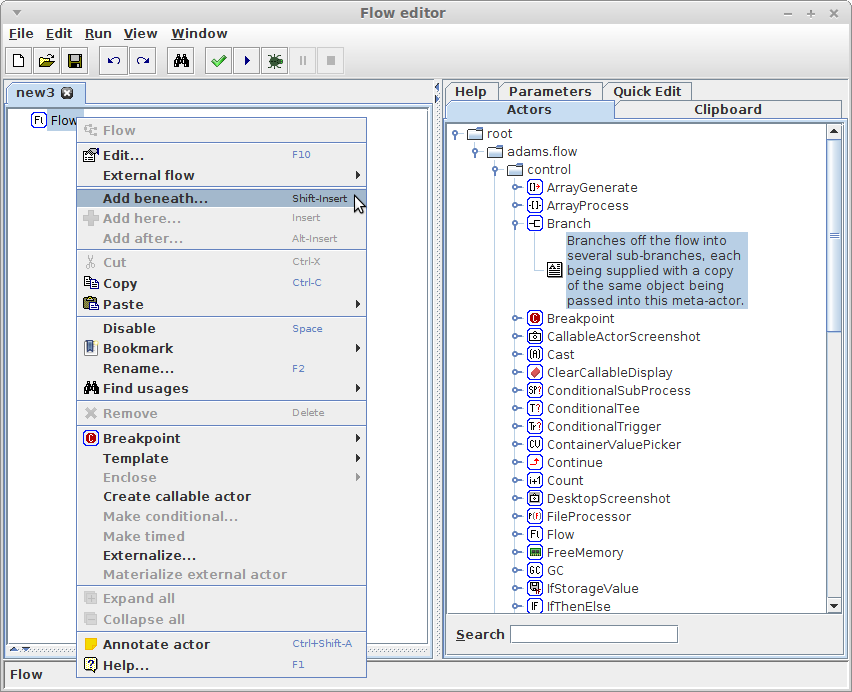 Flow editor
File Edit Run View Window
new3
Flow
Flow
Edit... F10
External flow
Add beneath... Shift-Insert
Add here... Insert
Add after... Alt-Insert
Cut Ctrl-X
Copy Ctrl-C
Paste
Disable Space
Bookmark
Rename... F2
Find usages
Remove Delete
Breakpoint
Template
Enclose
Create callable actor
Make conditional...
Make timed
Externalize...
Materialize external actor
Expand all
Collapse all
Annotate actor Ctrl+Shift-A
Help... F1
Help Parameters Quick Edit
Actors Clipboard
root
adams.flow
control
ArrayGenerate
ArrayProcess
Branch
Branches off the flow into
several sub-branches, each
being supplied with a copy
of the same object being
passed into this meta-actor.
Breakpoint
CallableActorScreenshot
Cast
ClearCallableDisplay
ConditionalSubProcess
ConditionalTee
ConditionalTrigger
ContainerValuePicker
Continue
Count
DesktopScreenshot
FileProcessor
Flow
FreeMemory
GC
IfStorageValue
IfThenElse
Search
Flow